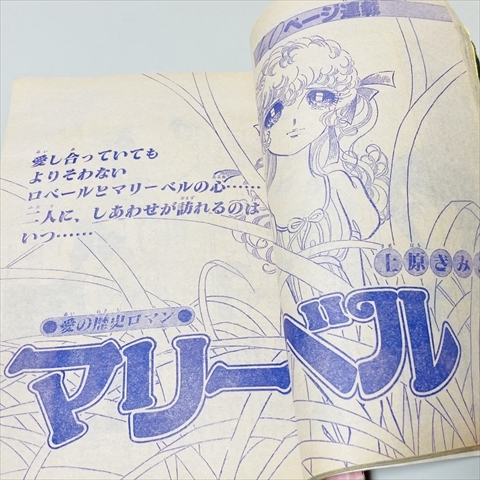 ページ連載
愛し合っていても
よりそわない
ロベールとマリーベルの心……
二人に、しあわせが訪れるのは
いつ……
上原きみ
●愛の歴史ロマン●
マリーベル